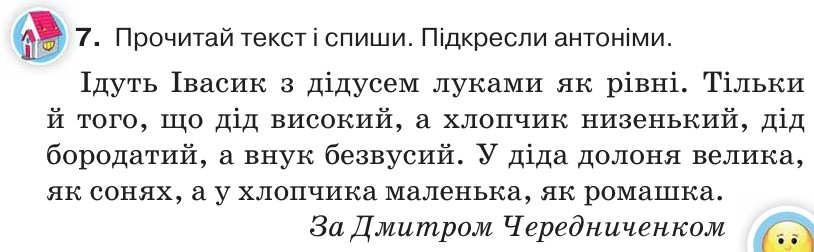 7. Прочитай текст і спиши. Підкресли антоніми.
Ідуть Івасик з дідусем луками як рівні. Тільки
й того, що дід високий, а хлопчик низенький, дід
бородатий, а внук безвусий. У діда долоня велика,
як сонях, а у хлопчика маленька, як ромашка.
За Дмитром Чередниченком